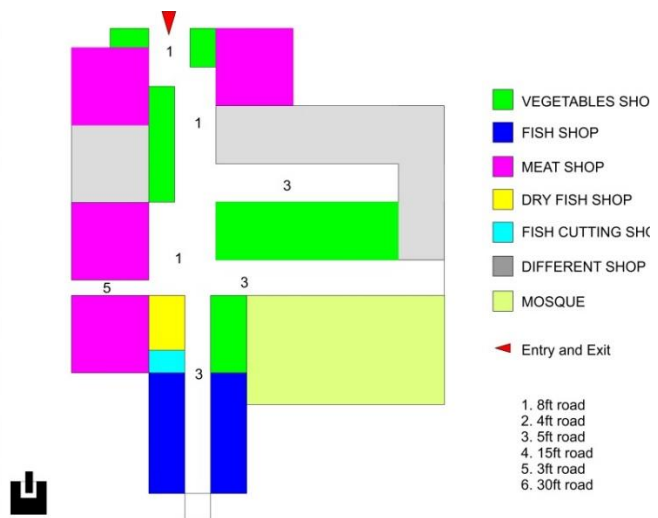 1
1
3
1
5
3
3
VEGETABLES SHO
FISH SHOP
MEAT SHOP
DRY FISH SHOP
FISH CUTTING SHO
DIFFERENT SHOP
MOSQUE
Entry and Exit
1. 8ft road
2. 4ft road
3. 5ft road
4. 15ft road
5. 3ft road
6. 30ft road